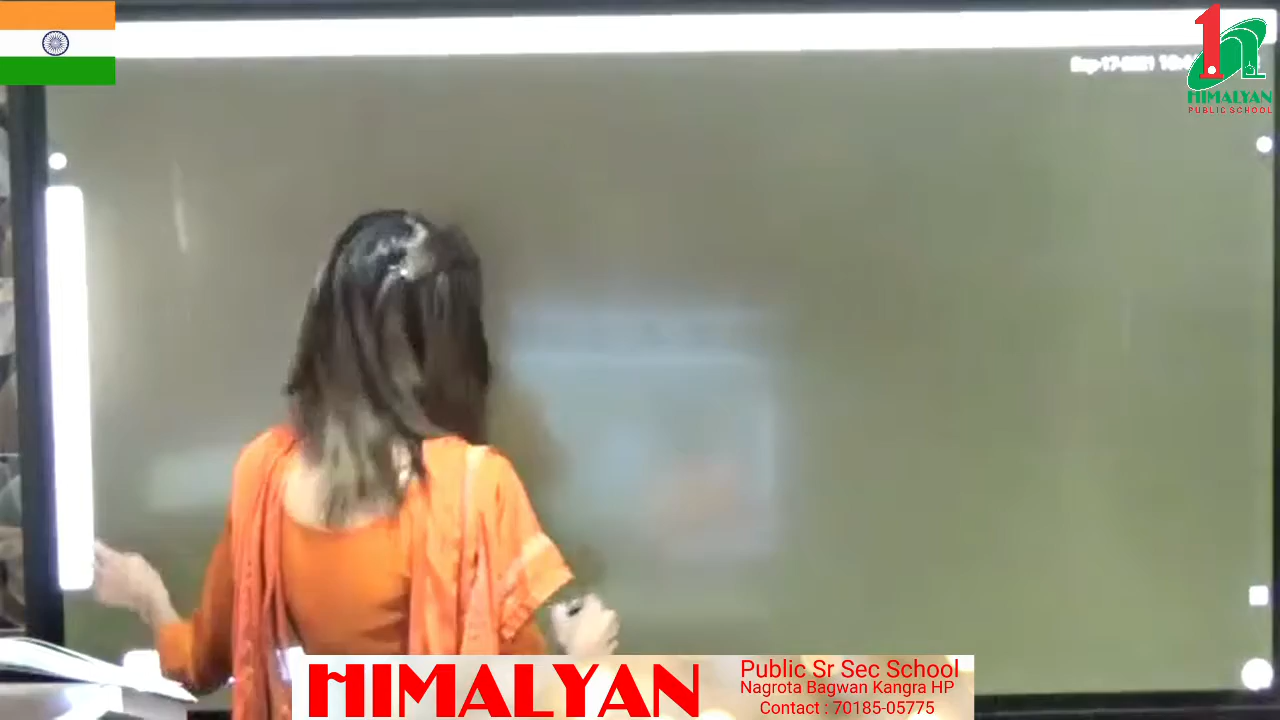 HIMALYAN
PUBLIC SCHOOL
HIMALYAN
Public Sr Sec School
Nagrota Bagwan Kangra HP
Contact : 70185-05775